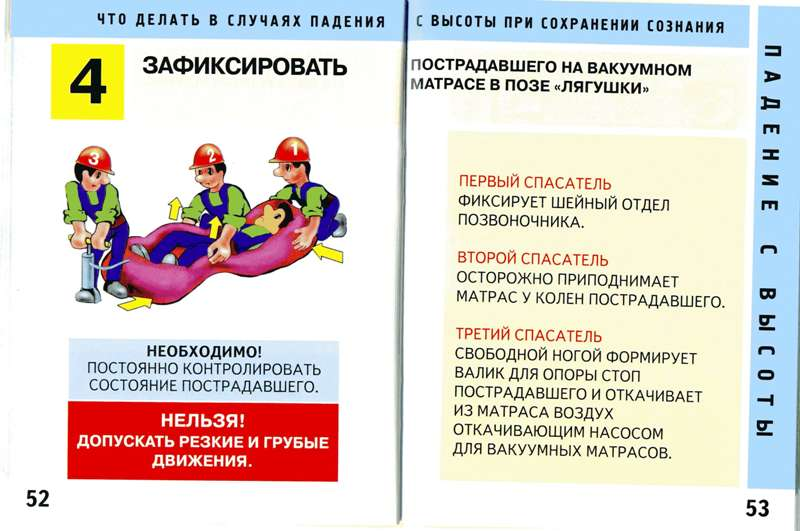 ЧТО ДЕЛАТЬ В СЛУЧАЯХ ПАДЕНИЯ
4
ЗАФИКСИРОВАТЬ
3
2
1
НЕОБХОДИМО!
ПОСТОЯННО КОНТРОЛИРОВАТЬ
СОСТОЯНИЕ ПОСТРАДАВШЕГО.
НЕЛЬЗЯ!
ДОПУСКАТЬ РЕЗКИЕ И ГРУБЫЕ
ДВИЖЕНИЯ.
52
С ВЫСОТЫ ПРИ СОХРАНЕНИИ СОЗНАНИЯ
ПОСТРАДАВШЕГО НА ВАКУУМНОМ
МАТРАСЕ В ПОЗЕ «ЛЯГУШКИ»
ПЕРВЫЙ СПАСАТЕЛЬ
ФИКСИРУЕТ ШЕЙНЫЙ ОТДЕЛ
ПОЗВОНОЧНИКА.
ВТОРОЙ СПАСАТЕЛЬ
ОСТОРОЖНО ПРИПОДНИМАЕТ
МАТРАС У КОЛЕН ПОСТРАДАВШЕГО.
ТРЕТИЙ СПАСАТЕЛЬ
СВОБОДНОЙ НОГОЙ ФОРМИРУЕТ
ВАЛИК ДЛЯ ОПОРЫ СТОП
ПОСТРАДАВШЕГО И ОТКАЧИВАЕТ
ИЗ МАТРАСА ВОЗДУХ
ОТКАЧИВАЮЩИМ НАСОСОМ
ДЛЯ ВАКУУМНЫХ МАТРАСОВ.
ПАДЕНИЕ С ВЫСОТЫ
53